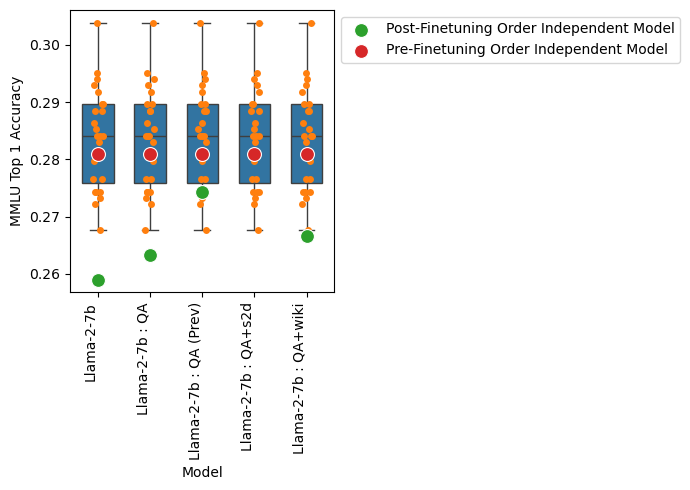 Post-Finetuning Order Independent Model
Pre-Finetuning Order Independent Model
MMLU Top 1 Accuracy
0.30
0.29
0.28
0.27
0.26
Llama-2-7b
Llama-2-7b : QA
Llama-2-7b : QA (Prev)
Llama-2-7b : QA+s2d
Llama-2-7b : QA+wiki
Model